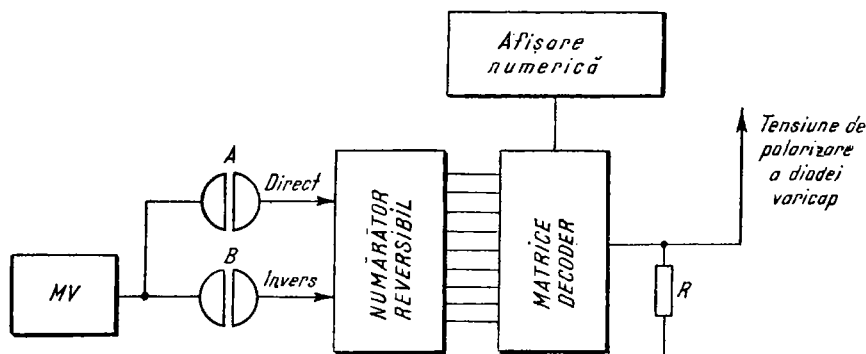 Afișare
numerică
A
Direct
B
Invers
MV
NUMĂRĂTOR
REVERSIBIL
MATRICE
DECODER
Tensiune de
polarizare
a diodei
varicap
R